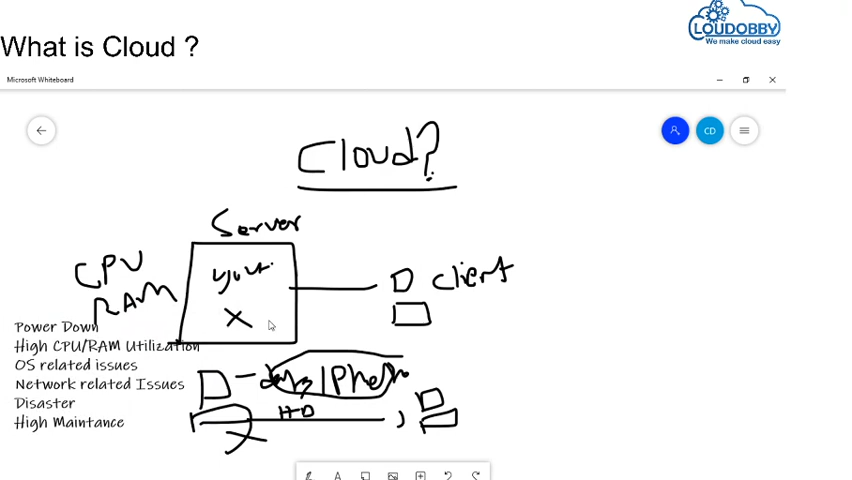 LOUDOBBY
We make cloud easy
What is Cloud ?
Microsoft Whiteboard
CD
Cloud?
Server
CPU
RAM
X
Client
Power Down
High CPU/RAM Utilization
OS related issues
Network related Issues
Disaster
High Maintance
HD
A